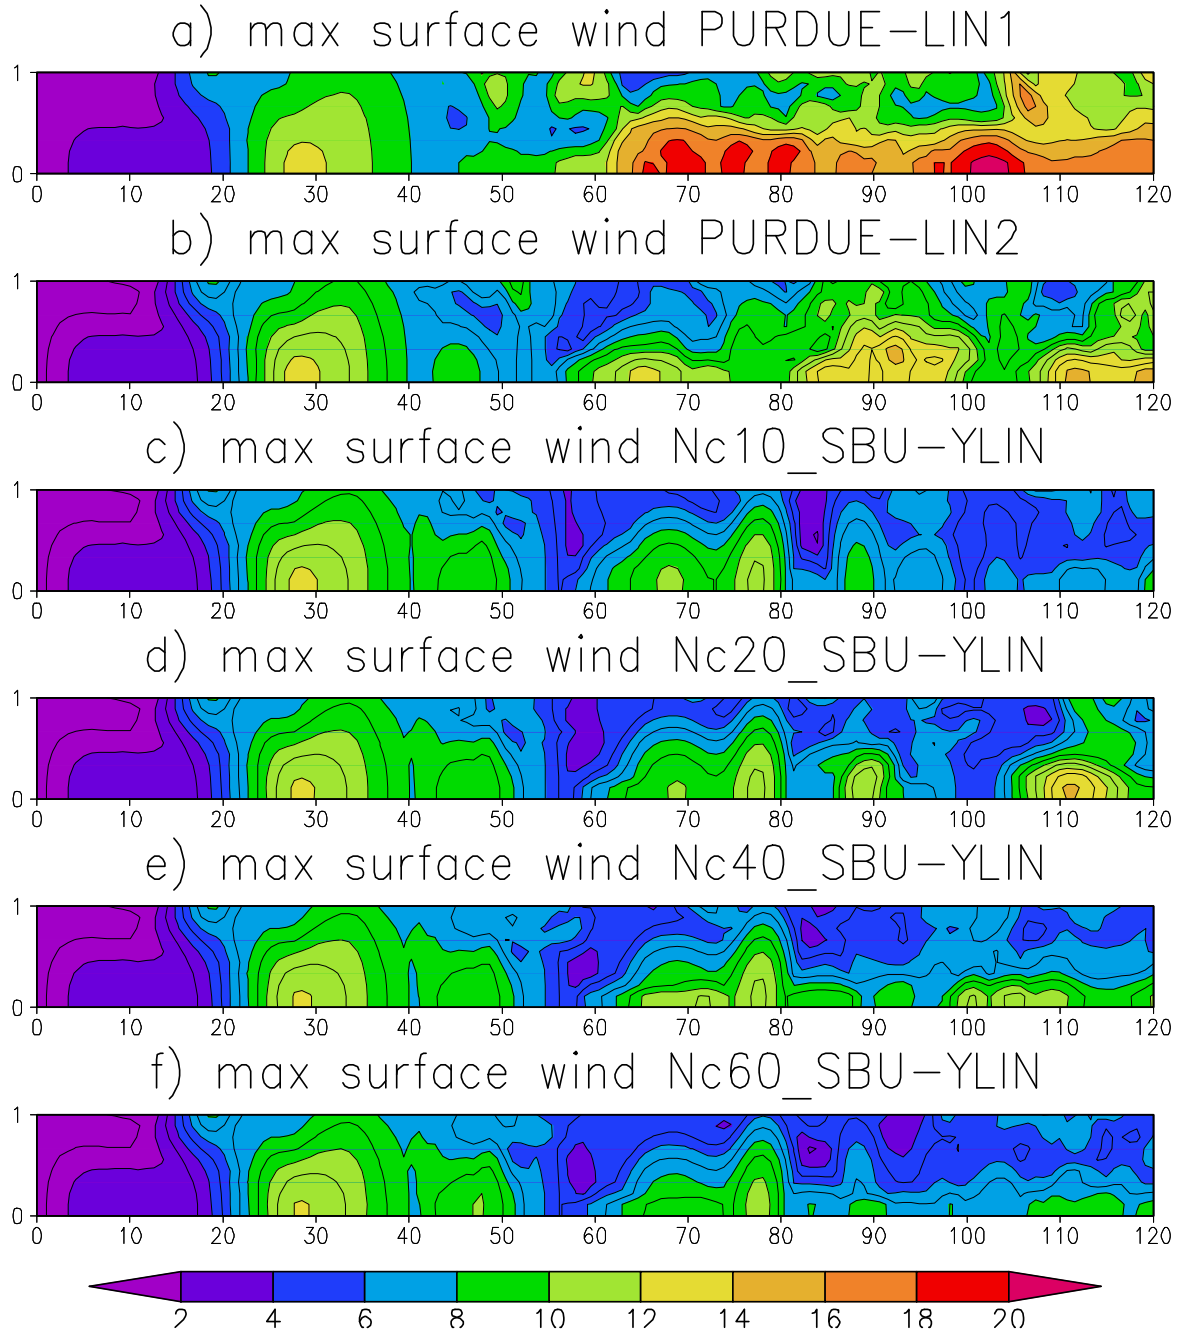 a) max surface wind PURDUE-LIN1
1
0
0 10 20 30 40 50 60 70 80 90 100 110 120
b) max surface wind PURDUE-LIN2
1
0
0 10 20 30 40 50 60 70 80 90 100 110 120
c) max surface wind Nc10_SBU-YLIN
1
0
0 10 20 30 40 50 60 70 80 90 100 110 120
d) max surface wind Nc20_SBU-YLIN
1
0
0 10 20 30 40 50 60 70 80 90 100 110 120
e) max surface wind Nc40_SBU-YLIN
1
0
0 10 20 30 40 50 60 70 80 90 100 110 120
f) max surface wind Nc60_SBU-YLIN
1
0
0 10 20 30 40 50 60 70 80 90 100 110 120
2 4 6 8 10 12 14 16 18 20